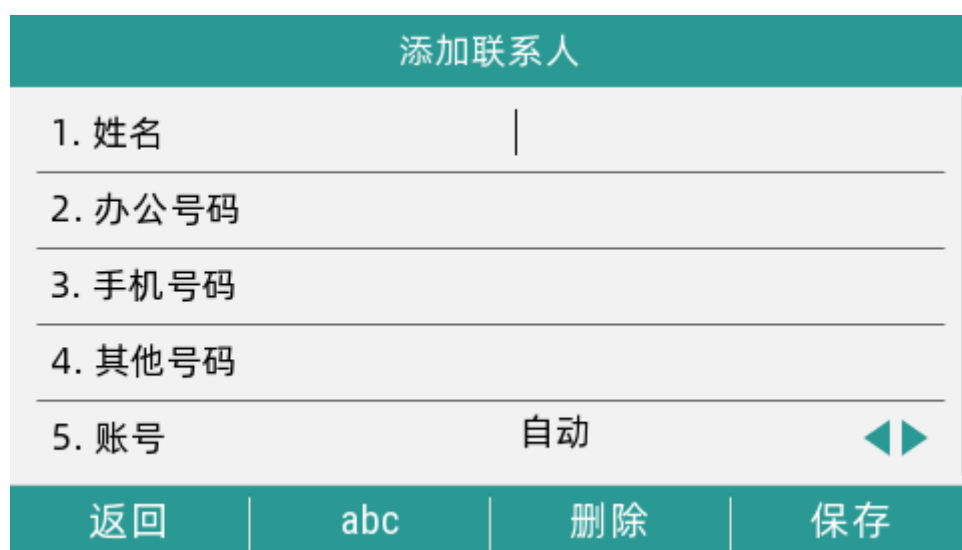 添加联系人
1. 姓名
2. 办公号码
3. 手机号码
4. 其他号码
5. 账号 自动
返回 abc 删除 保存